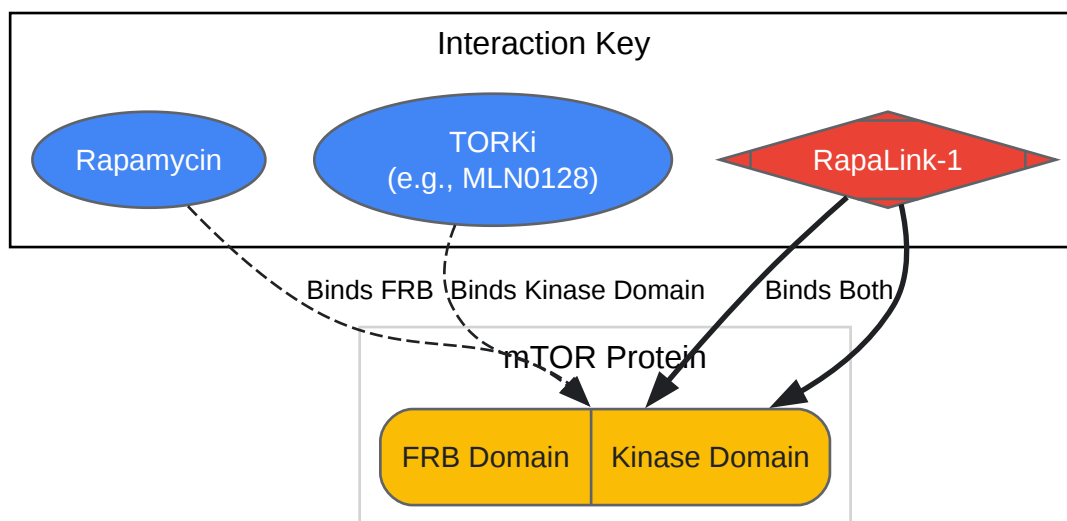 Interaction Key
Rapamycin
TORKi
(e.g., MLN0128)
RapaLink-1
Binds FRB
Binds Kinase Domain
Binds Both
mTOR Protein
FRB Domain
Kinase Domain